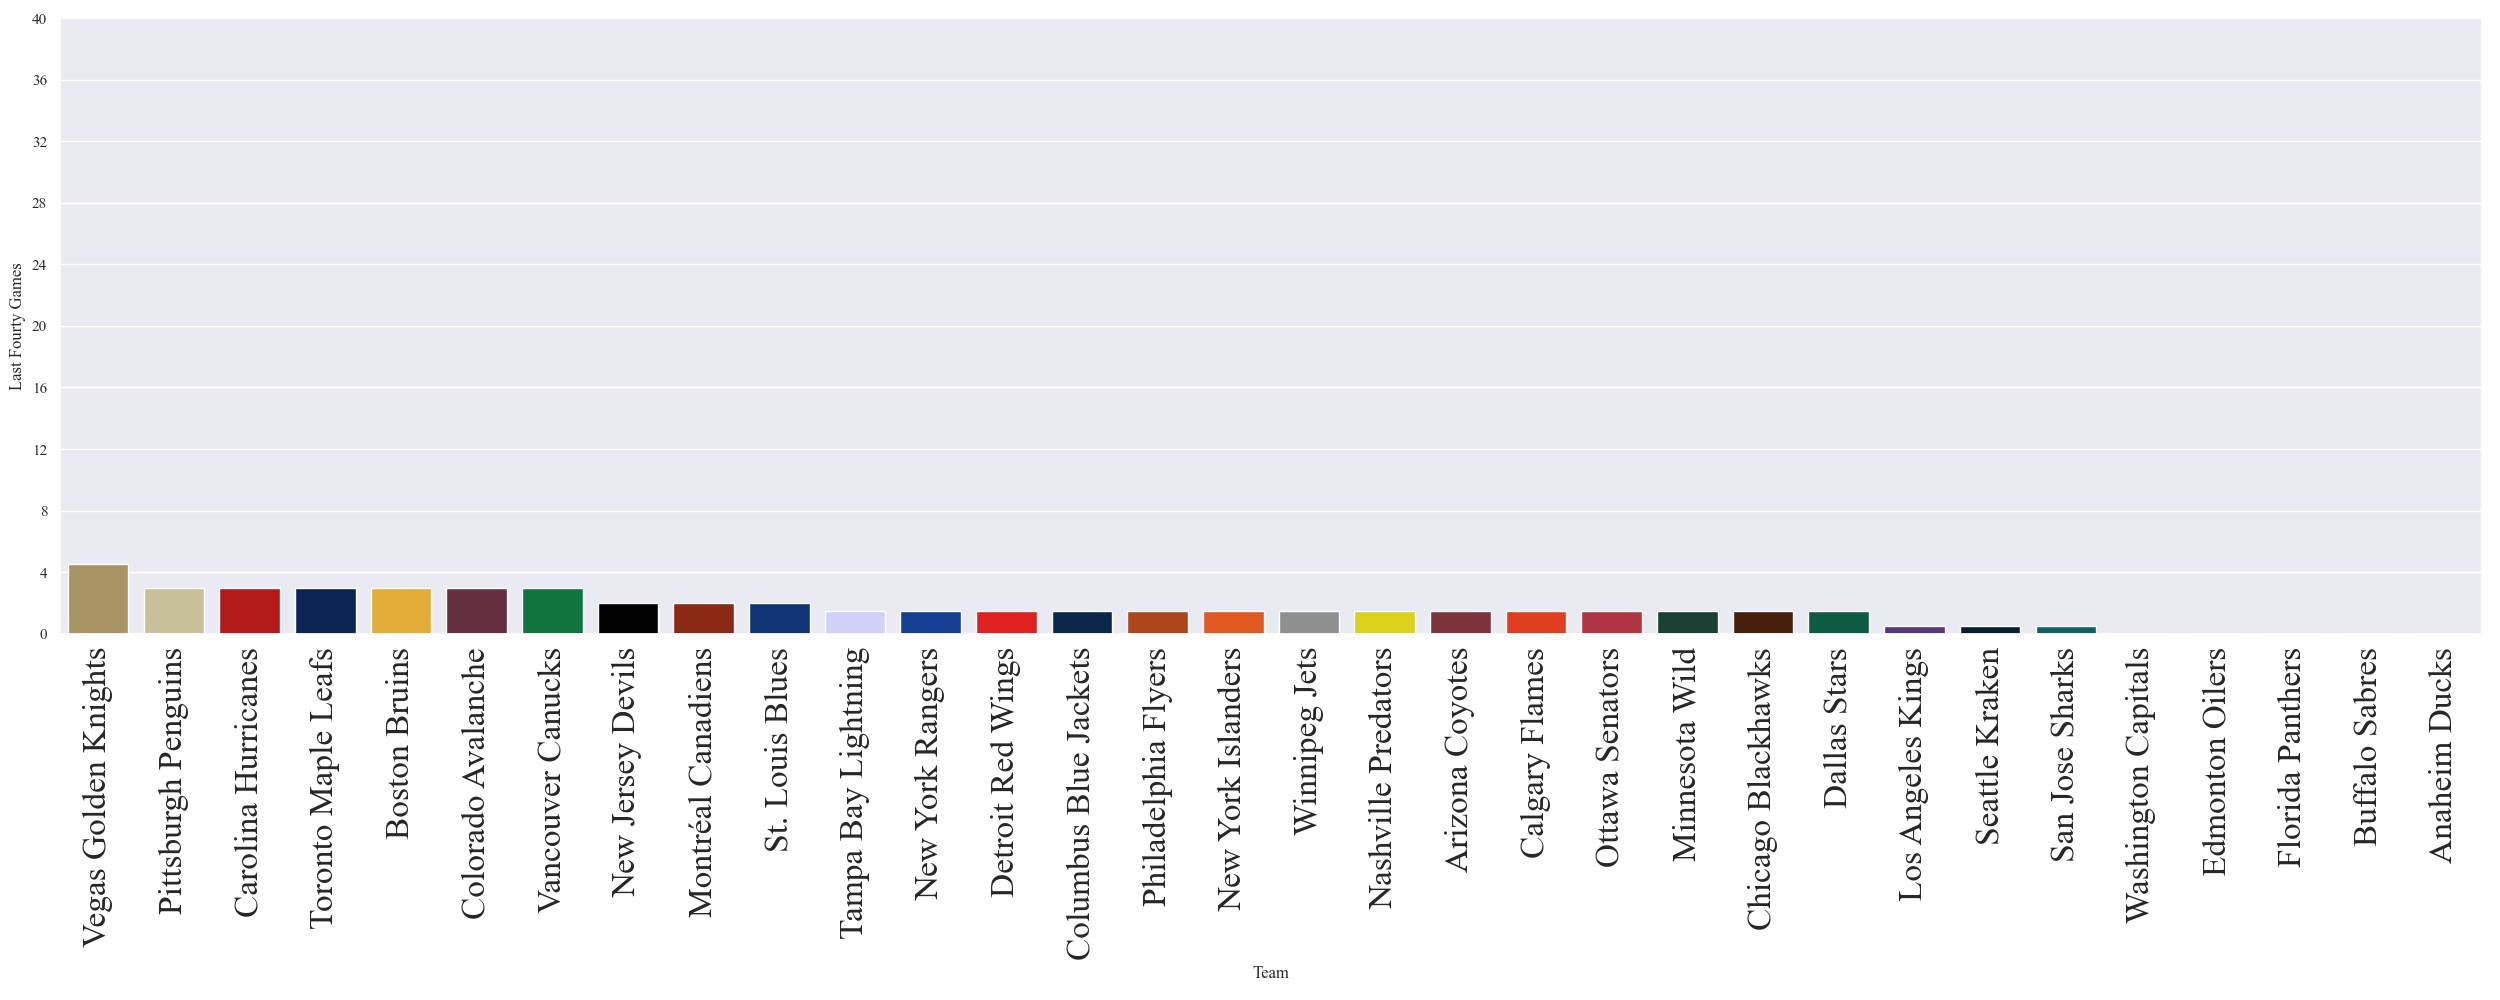 40
36
32
28
24
20
16
12
8
4
0
Last Fourty Games
Vegas Golden Knights
Pittsburgh Penguins
Carolina Hurricanes
Toronto Maple Leafs
Boston Bruins
Colorado Avalanche
Vancouver Canucks
New Jersey Devils
Montréal Canadiens
St. Louis Blues
Tampa Bay Lightning
New York Rangers
Detroit Red Wings
Columbus Blue Jackets
Philadelphia Flyers
New York Islanders
Winnipeg Jets
Nashville Predators
Arizona Coyotes
Calgary Flames
Ottawa Senators
Minnesota Wild
Chicago Blackhawks
Dallas Stars
Los Angeles Kings
Seattle Kraken
San Jose Sharks
Washington Capitals
Edmonton Oilers
Florida Panthers
Buffalo Sabres
Anaheim Ducks
Team